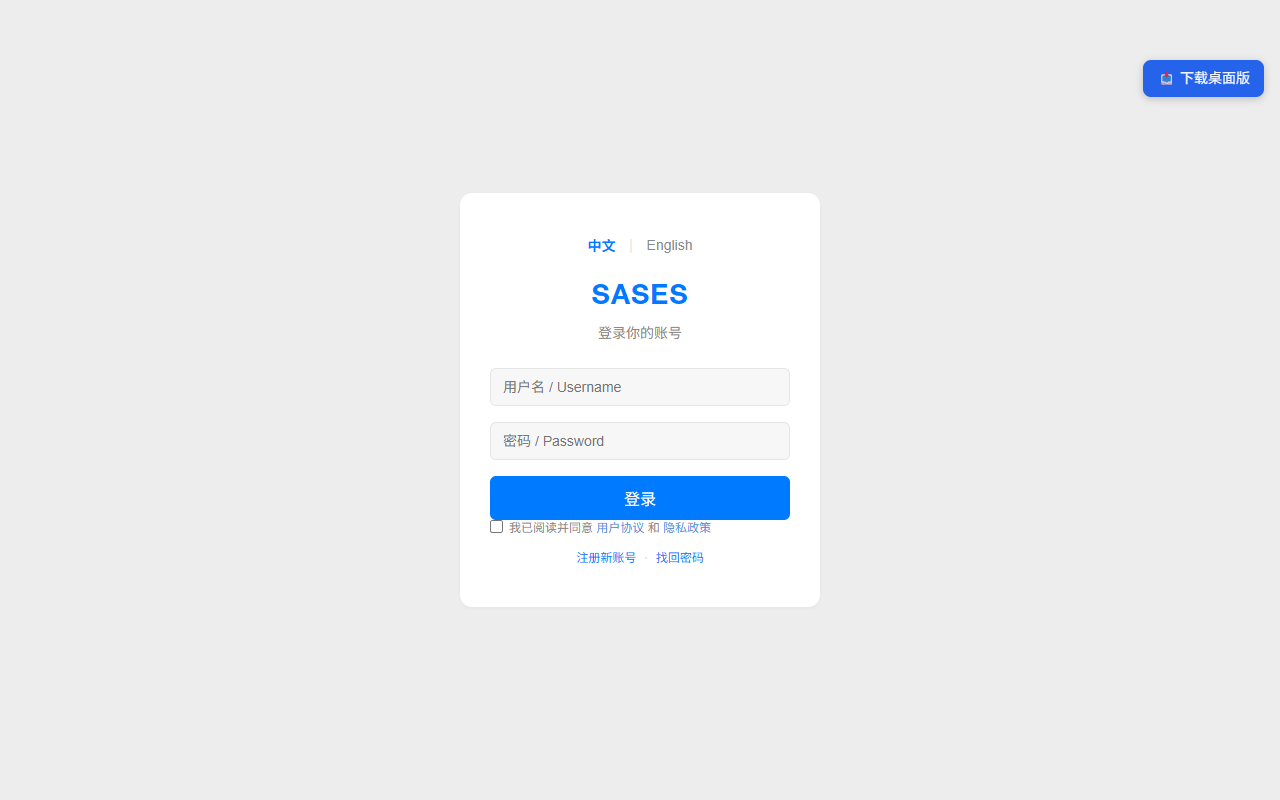 下载桌面版
中文 | English
SASES
登录你的账号
用户名 / Username
密码 / Password
登录
我已阅读并同意 用户协议 和 隐私政策
注册新账号 · 找回密码